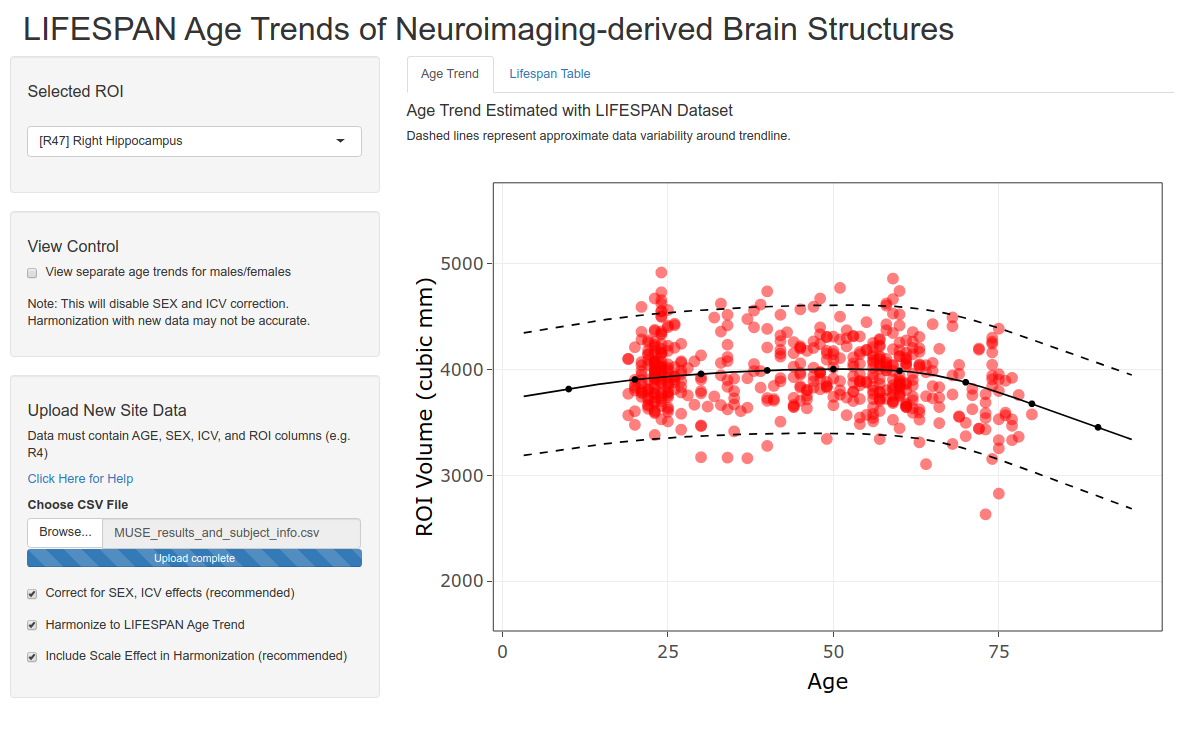 LIFESPAN Age Trends of Neuroimaging-derived Brain Structures
Selected ROI
[R47] Right Hippocampus
View Control
View separate age trends for males/females
Note: This will disable SEX and ICV correction.
Harmonization with new data may not be accurate.
Upload New Site Data
Data must contain AGE, SEX, ICV, and ROI columns (e.g.
R4)
Click Here for Help
Choose CSV File
Browse... MUSE_results_and_subject_info.csv
Upload complete
Correct for SEX, ICV effects (recommended)
Harmonize to LIFESPAN Age Trend
Include Scale Effect in Harmonization (recommended)
Age Trend Lifespan Table
Age Trend Estimated with LIFESPAN Dataset
Dashed lines represent approximate data variability around trendline.
ROI Volume (cubic mm)
5000
4000
3000
2000
0 25 50 75
Age